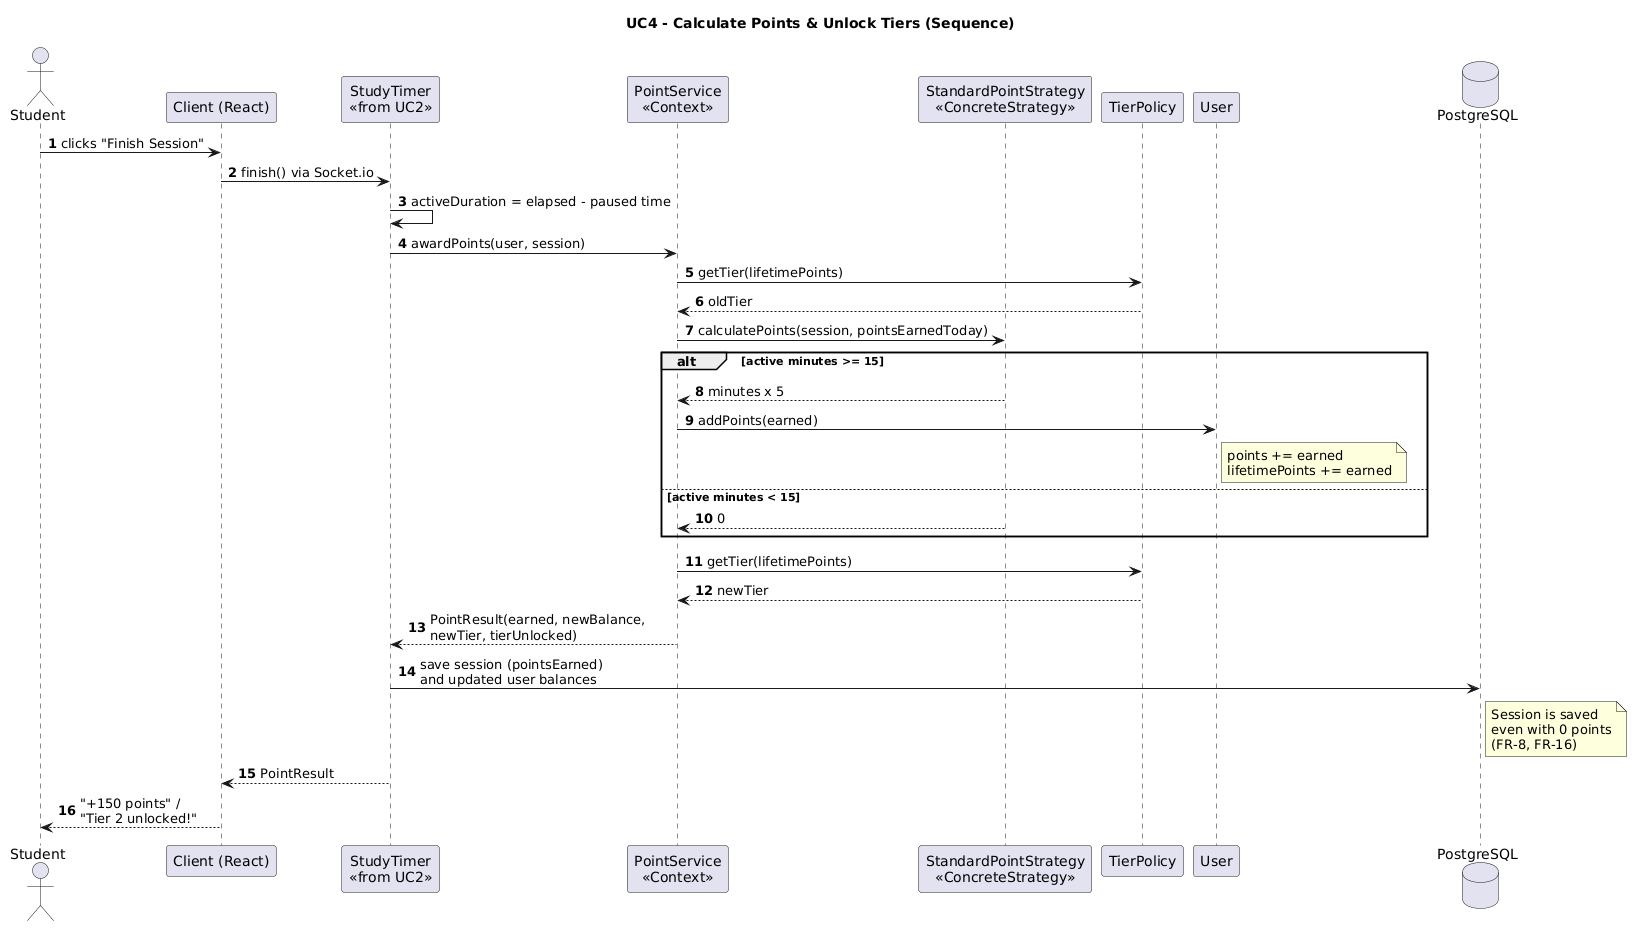 UC4 - Calculate Points & Unlock Tiers (Sequence)
Student
Client (React)
StudyTimer
«from UC2»
PointService
«Context»
StandardPointStrategy
«ConcreteStrategy»
TierPolicy
User
PostgreSQL
1 clicks "Finish Session"
2 finish() via Socket.io
3 activeDuration = elapsed - paused time
4 awardPoints(user, session)
5 getTier(lifetimePoints)
6 oldTier
7 calculatePoints(session, pointsEarnedToday)
alt [active minutes >= 15]
8 minutes x 5
9 addPoints(earned)
points += earned
lifetimePoints += earned
[active minutes < 15]
10 0
11 getTier(lifetimePoints)
12 newTier
13 PointResult(earned, newBalance,
newTier, tierUnlocked)
14 save session (pointsEarned)
and updated user balances
Session is saved
even with 0 points
(FR-8, FR-16)
15 PointResult
16 "+150 points" /
"Tier 2 unlocked!"
Student
Client (React)
StudyTimer
«from UC2»
PointService
«Context»
StandardPointStrategy
«ConcreteStrategy»
TierPolicy
User
PostgreSQL